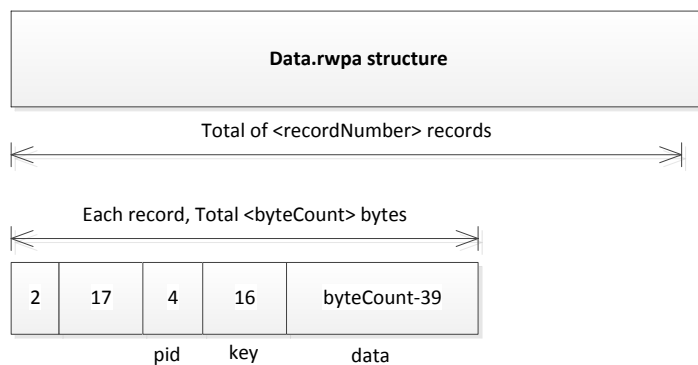 Data.rwpa structure
Total of <recordNumber> records
Each record, Total <byteCount> bytes
2 17 4 16 byteCount-39
pid key data